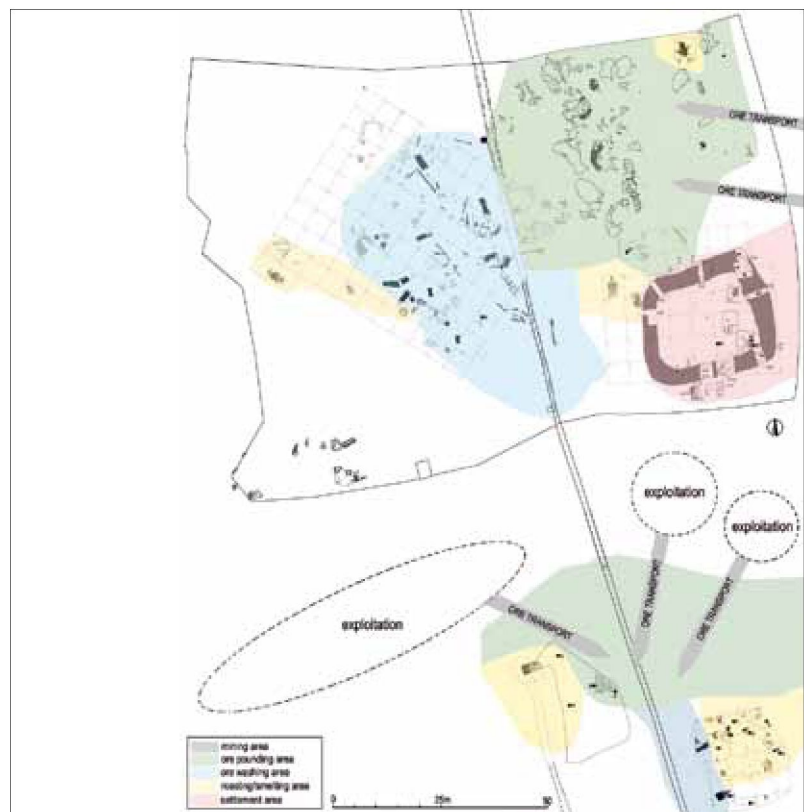 ORE TRANSPORT
ORE TRANSPORT
exploitation
exploitation
ORE TRANSPORT
ORE TRANSPORT
exploitation
ORE TRANSPORT
mining area
ore pounding area
ore washing area
roasting/smelting area
settlement area
0 25m 50